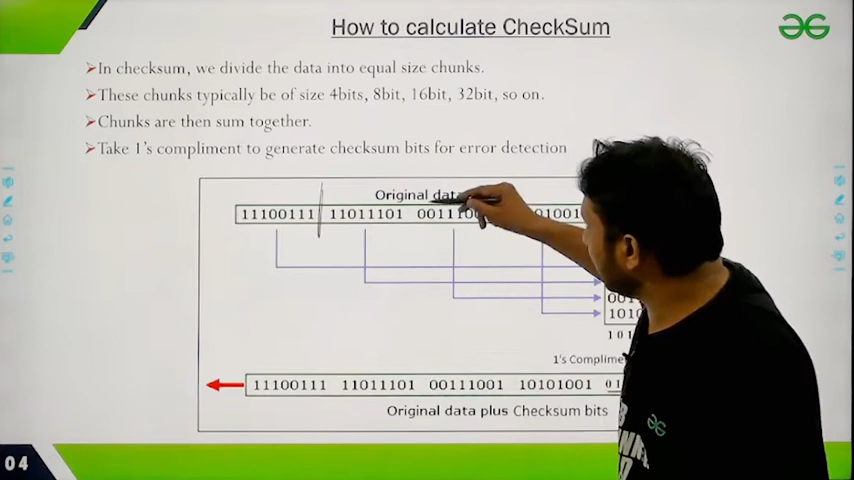 How to calculate CheckSum
In checksum, we divide the data into equal size chunks.
These chunks typically be of size 4bits, 8bit, 16bit, 32bit, so on.
Chunks are then sum together.
Take 1's compliment to generate checksum bits for error detection
Original
11100111 11011101
1's
11100111 11011101 00111001 10101001
Original data plus Checksum bits
04